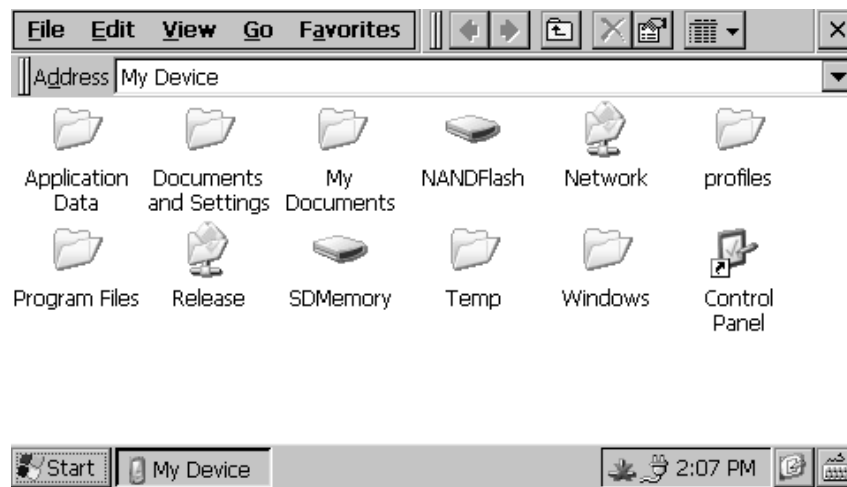 File Edit View Go Favorites
Address My Device
Application Data
Documents and Settings
My Documents
NANDFlash
Network
profiles
Program Files
Release
SDMemory
Temp
Windows
Control Panel
Start
My Device
2:07 PM